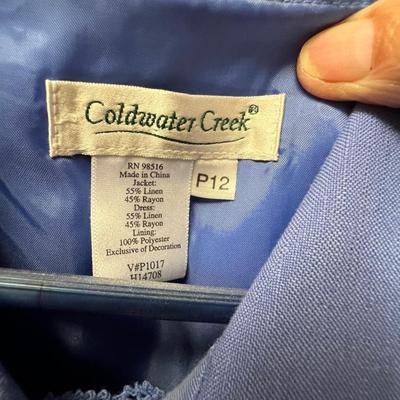 Coldwater Creek®
RN 98516
Made in China
Jacket:
55% Linen
45% Rayon
Dress:
55% Linen
45% Rayon
Lining:
100% Polyester
Exclusive of Decoration
V#P1017
H14708
P12